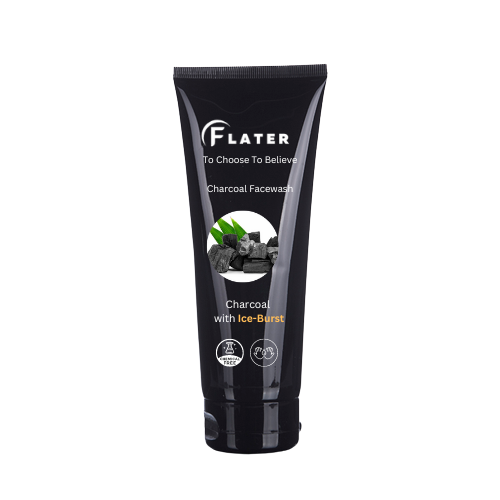 FLATER
To Choose To Believe
Charcoal Facewash
Charcoal
with Ice-Burst
CHEMICAL
FREE